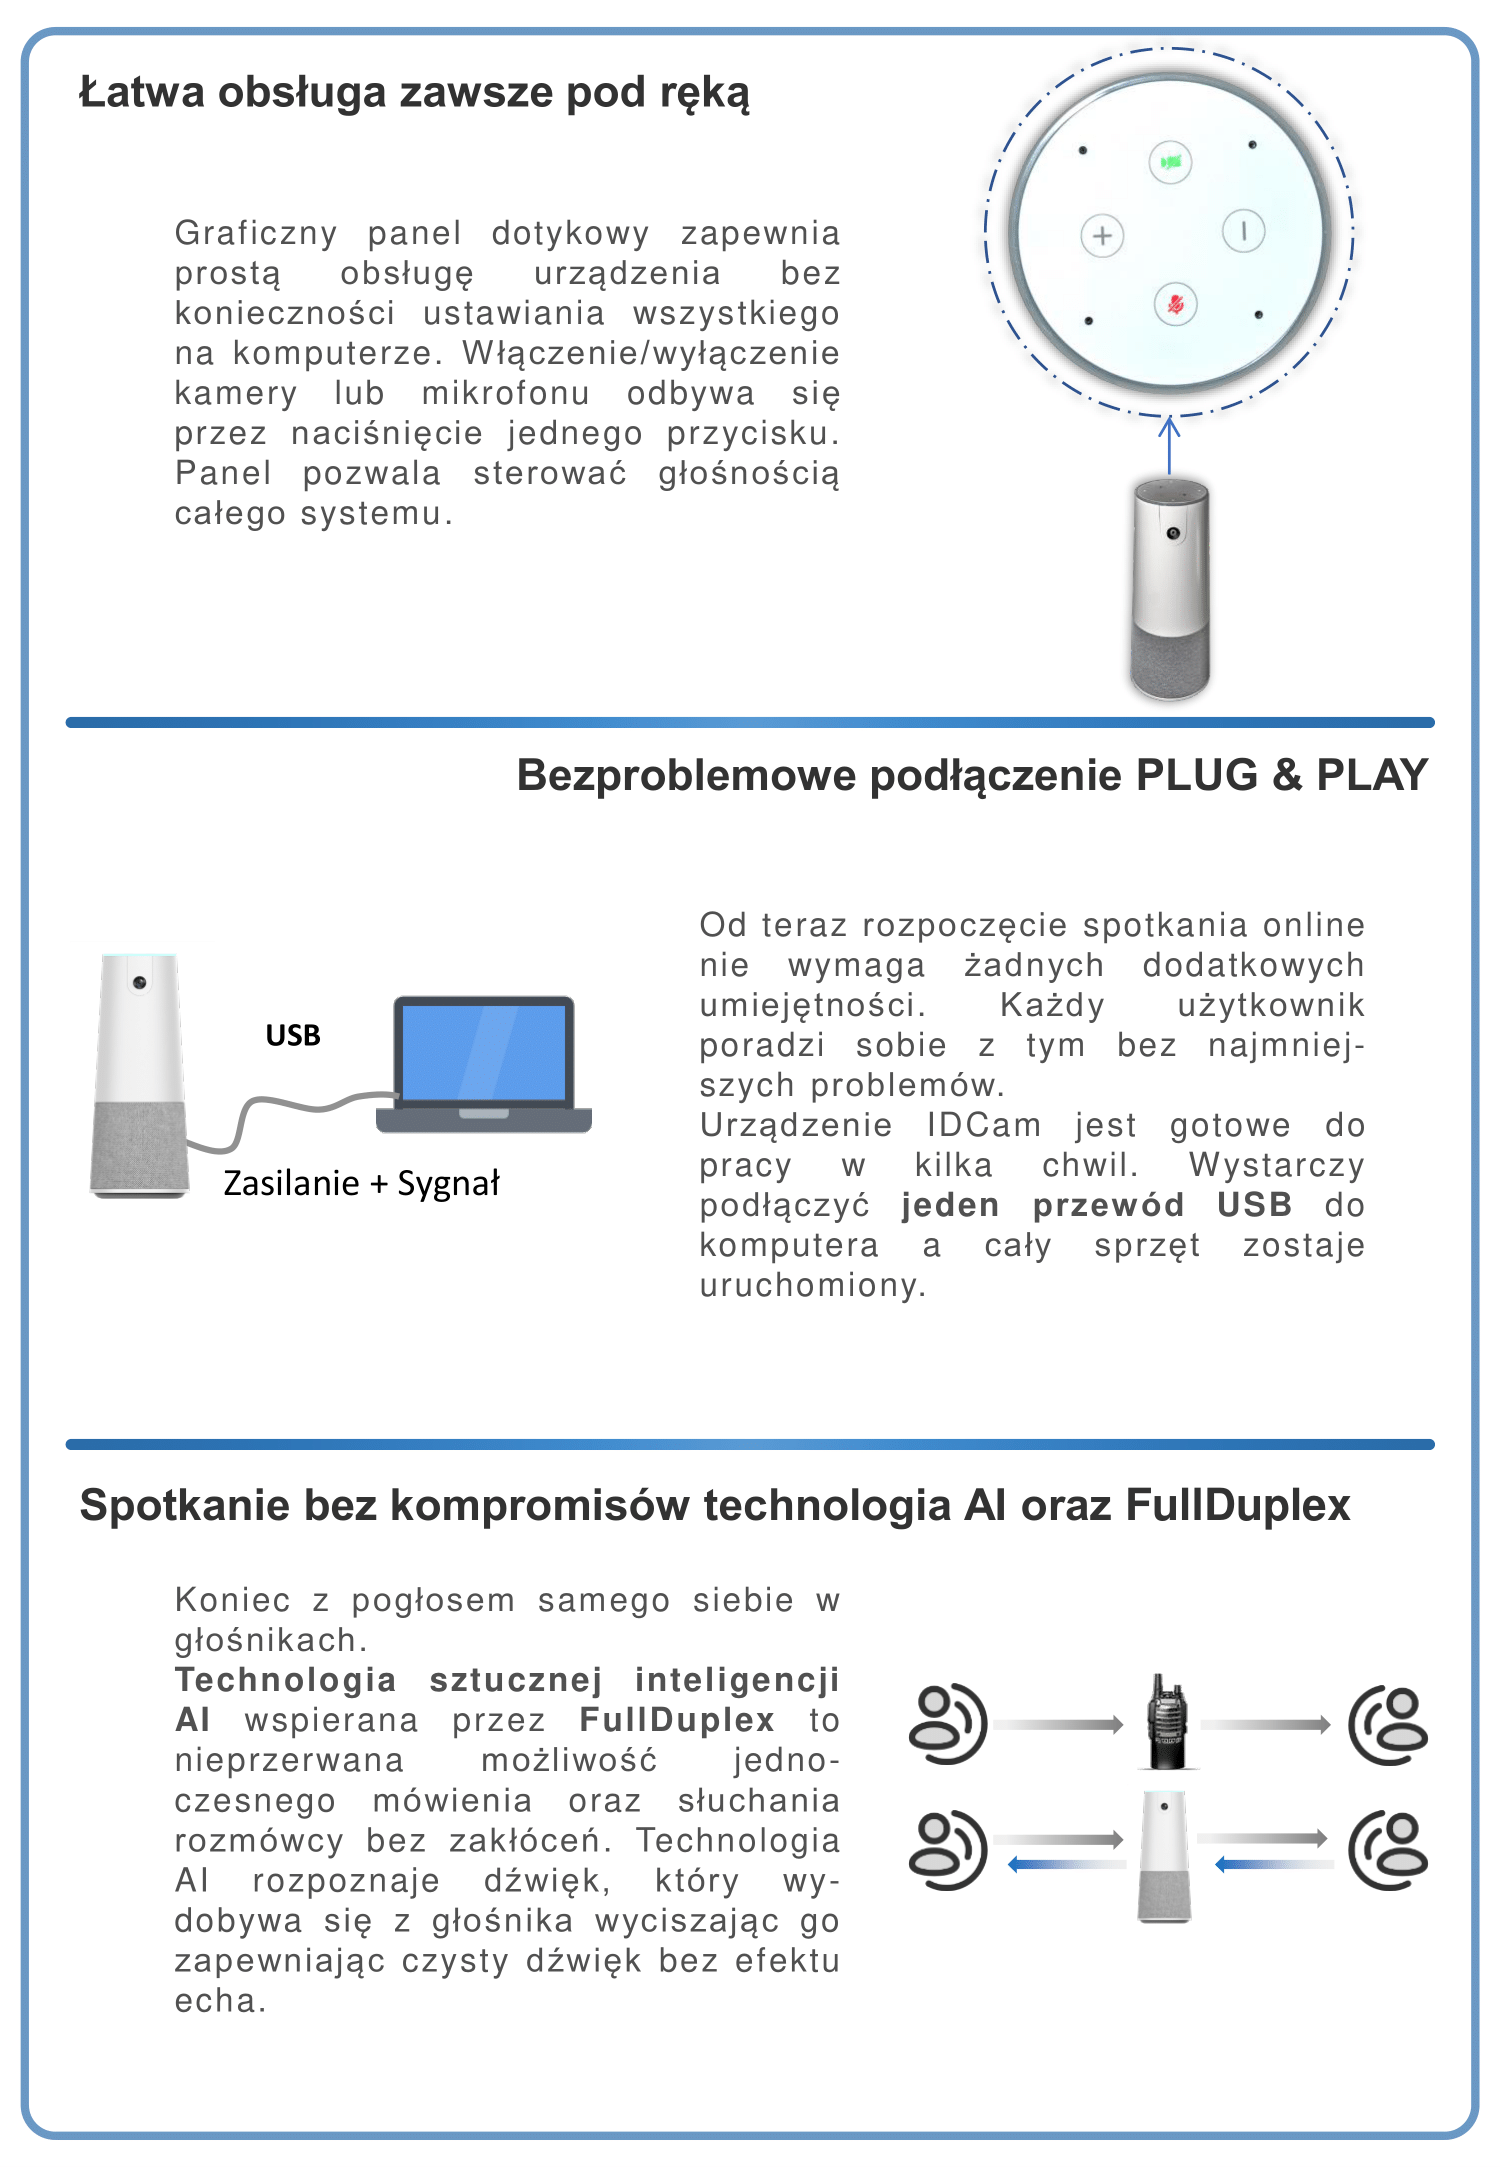 Łatwa obsługa zawsze pod ręką
Graficzny panel dotykowy zapewnia
prostą obsługę urządzenia bez
konieczności ustawiania wszystkiego
na komputerze. Włączenie/wyłączenie
kamery lub mikrofonu odbywa się
przez naciśnięcie jednego przycisku.
Panel pozwala sterować głośnością
całego systemu.
Bezproblemowe podłączenie PLUG & PLAY
USB
Zasilanie + Sygnał
Od teraz rozpoczęcie spotkania online
nie wymaga żadnych dodatkowych
umiejętności. Każdy użytkownik
poradzi sobie z tym bez najmniej-
szych problemów.
Urządzenie IDCam jest gotowe do
pracy w kilka chwil. Wystarczy
podłączyć jeden przewód USB do
komputera a cały sprzęt zostaje
uruchomiony.
Spotkanie bez kompromisów technologia AI oraz FullDuplex
Koniec z pogłosem samego siebie w
głośnikach.
Technologia sztucznej inteligencji
AI wspierana przez FullDuplex to
nieprzerwana możliwość jedno-
czesnego mówienia oraz słuchania
rozmówcy bez zakłóceń. Technologia
AI rozpoznaje dźwięk, który wy-
dobywa się z głośnika wyciszając go
zapewniając czysty dźwięk bez efektu
echa.